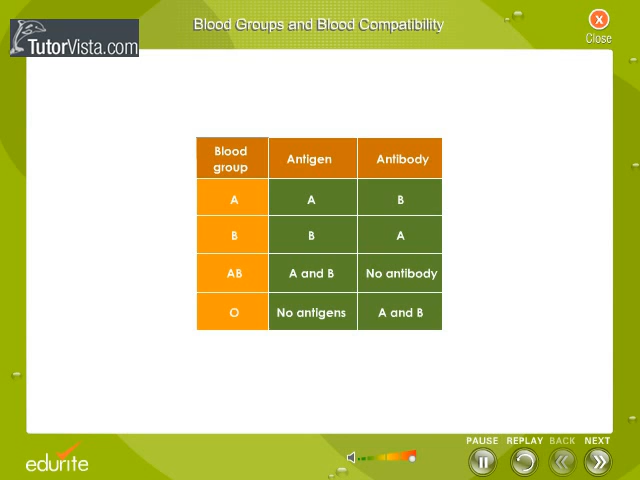 Blood Groups and Blood Compatibility
X
Close
TutorVista.com
Blood group Antigen Antibody
A A B
B B A
AB A and B No antibody
O No antigens A and B
PAUSE REPLAY BACK NEXT
edurite